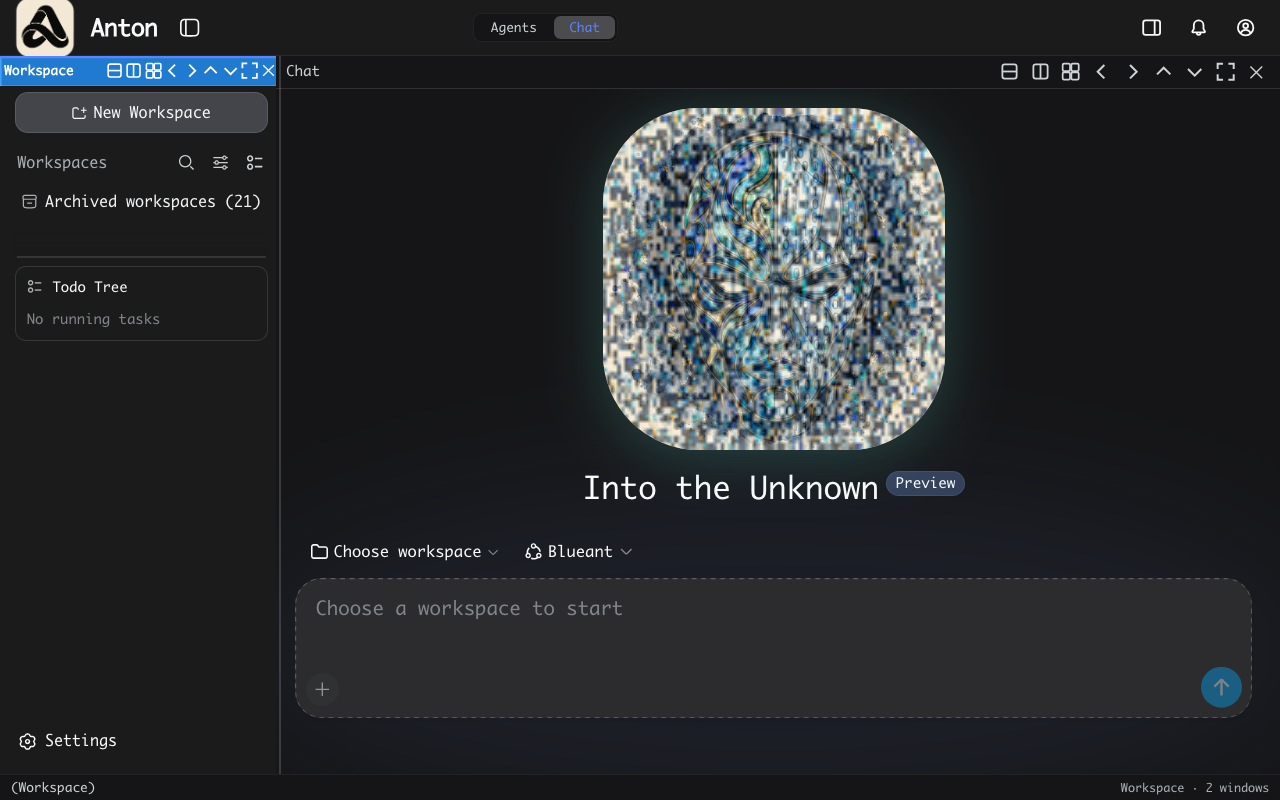 Anton
Agents Chat
Workspace
Chat
New Workspace
Workspaces
Archived workspaces (21)
Todo Tree
No running tasks
Into the Unknown Preview
Choose workspace Blueant
Choose a workspace to start
Settings
(Workspace)
Workspace · 2 windows